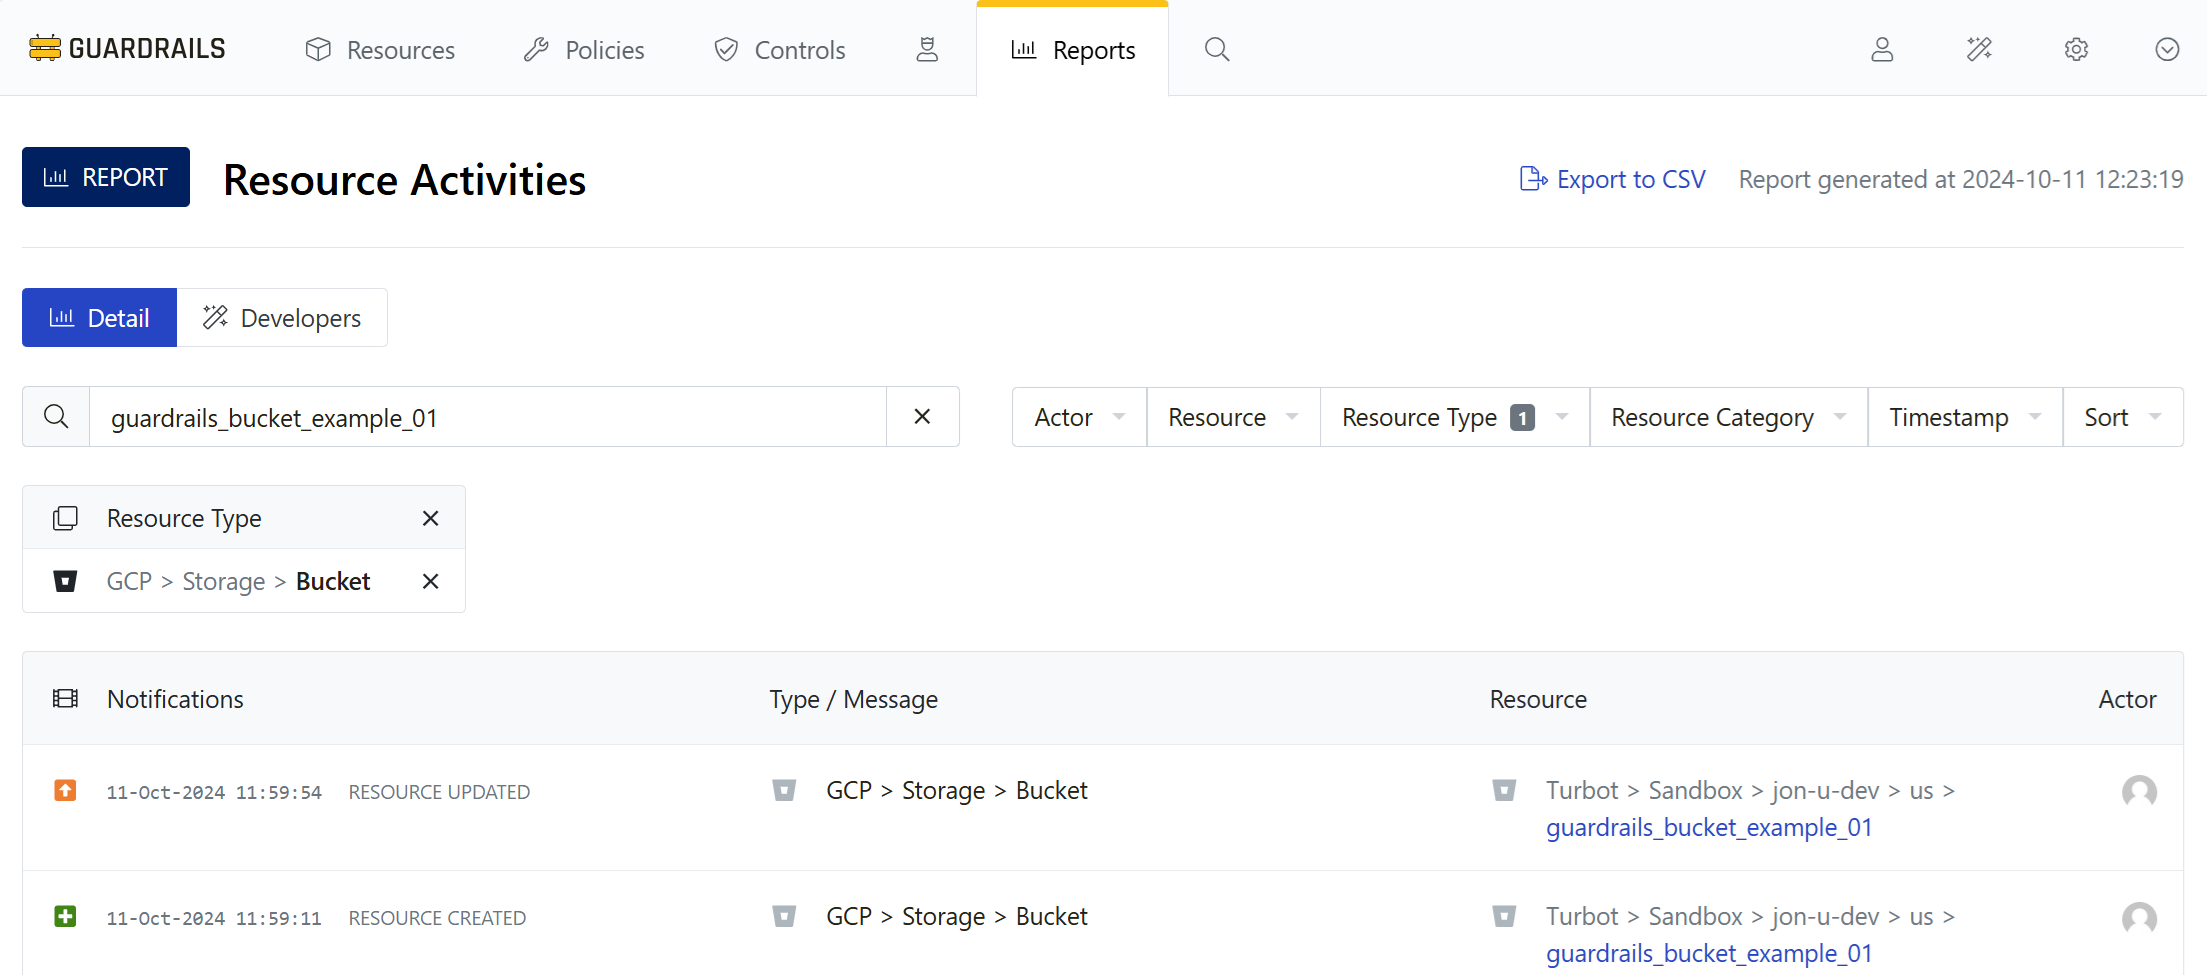 GUARDRAILS Resources Policies Controls Reports
REPORT Resource Activities Export to CSV Report generated at 2024-10-11 12:23:19
Detail Developers
guardrails_bucket_example_01 Actor Resource Resource Type 1 Resource Category Timestamp Sort
Resource Type
GCP > Storage > Bucket
Notifications Type / Message Resource Actor
11-Oct-2024 11:59:54 RESOURCE UPDATED GCP > Storage > Bucket Turbot > Sandbox > jon-u-dev > us >
guardrails_bucket_example_01
11-Oct-2024 11:59:11 RESOURCE CREATED GCP > Storage > Bucket Turbot > Sandbox > jon-u-dev > us >
guardrails_bucket_example_01